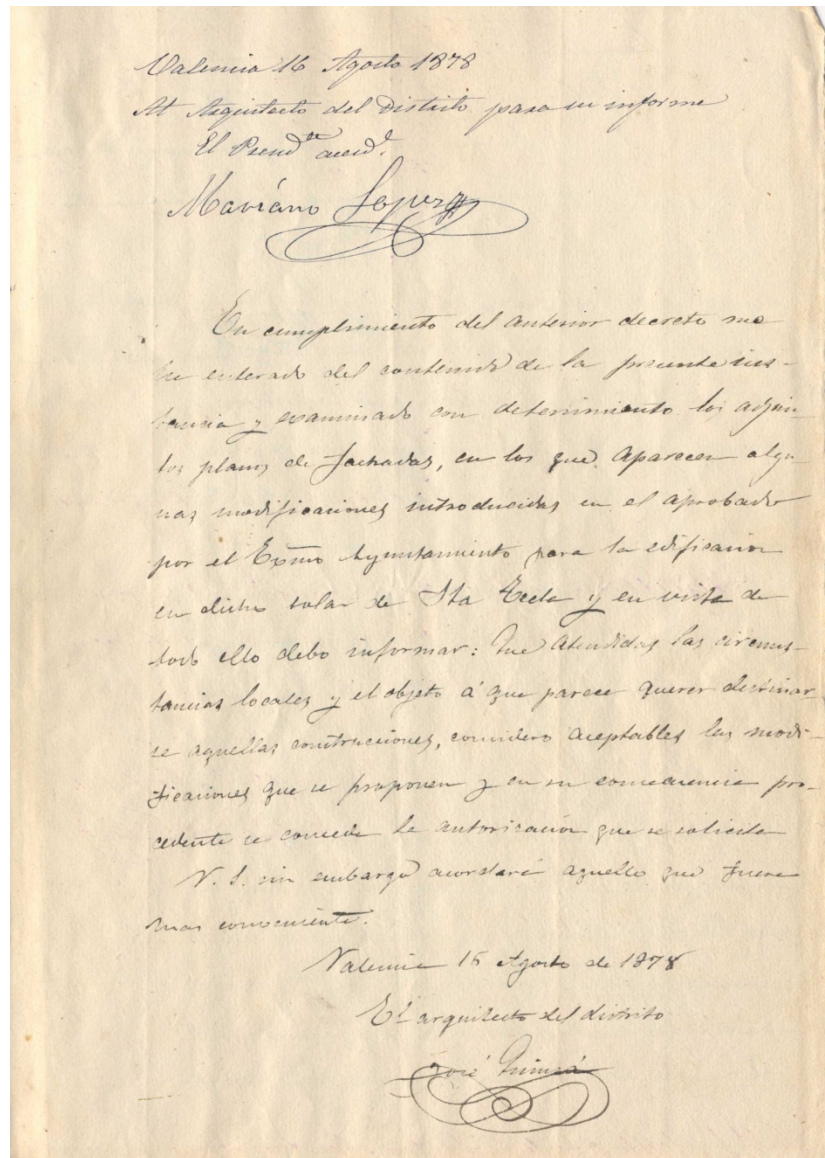 Valencia 16 Agosto 1878
Al Arquitecto del Distrito para su informe
El Presid.te accid.l
Mariano Lopez
En cumplimiento del anterior decreto me
he enterado del contenido de la presente ins-
tancia y examinado con detenimiento los adjun
tos planos de fachadas, en los que aparecen algu
nas modificaciones introducidas en el aprobado
por el Exmo Ayuntamiento para la edificacion
en dicho solar de Sta Tecla y en vista de
todo ello debo informar: Que atendidas las circuns-
tancias locales y el objeto á que parece querer destinar-
se aquellas construcciones, considero aceptables las modi-
ficaciones que se proponen y en su consecuencia pro-
cedente se conceda la autorizacion que se solicita
V. S. sin embargo acordará aquello que fuere
mas conveniente.
Valencia 16 Agosto de 1878
El arquitecto del distrito
José